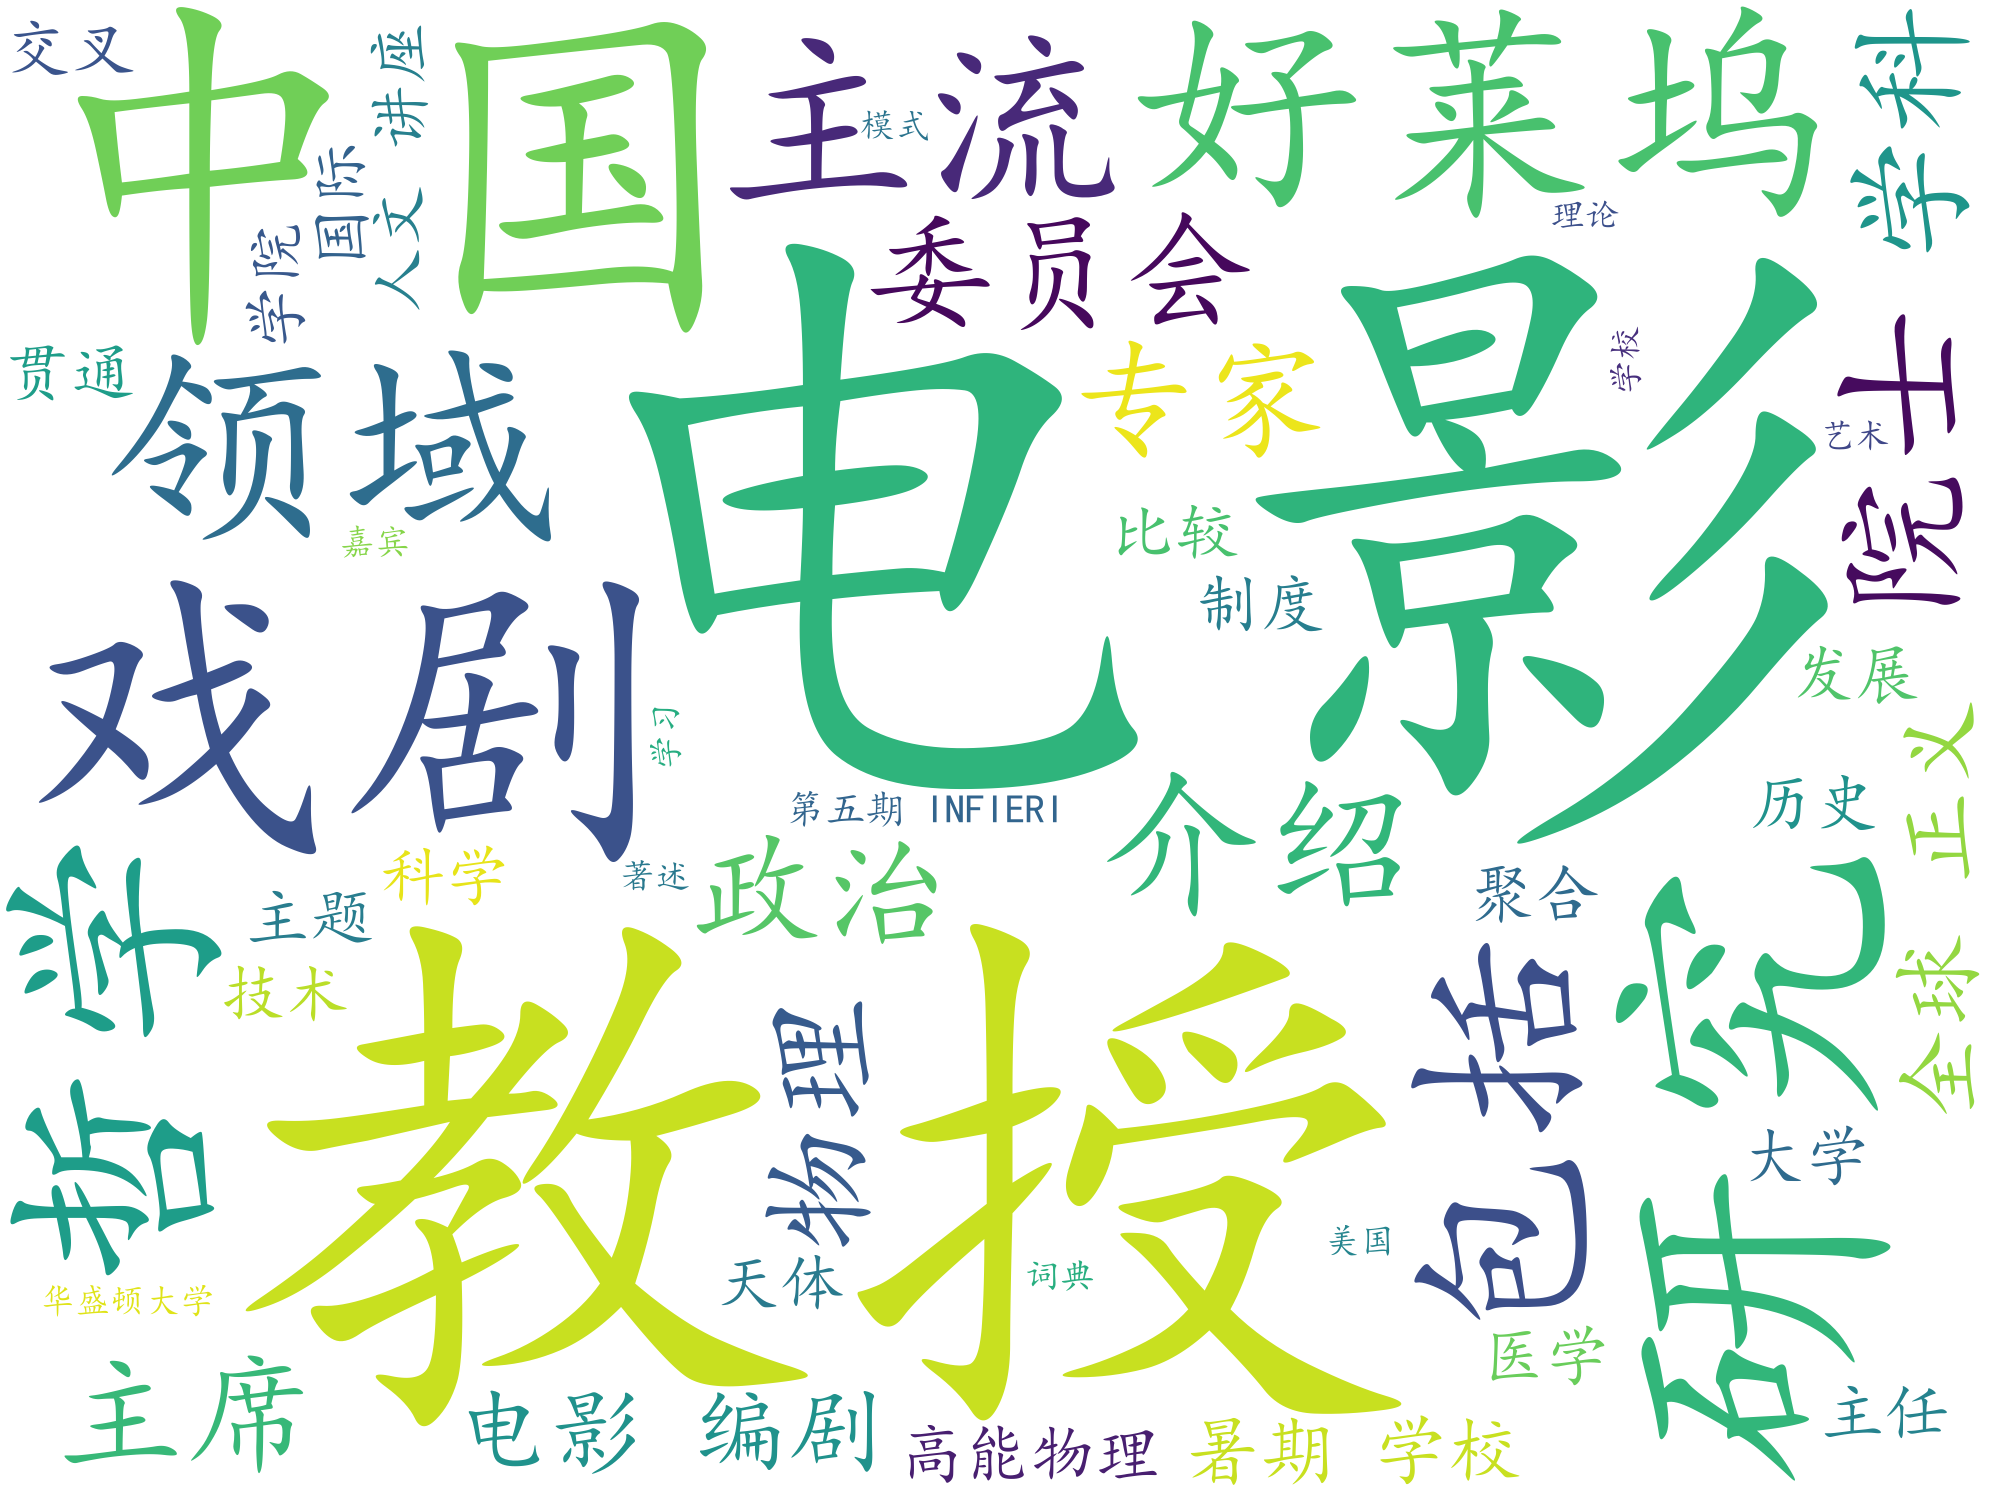 交叉
中国
讲座
主流
模式
好莱坞
学科
国际
人文
学院
理论
委员会
贯通
领域
电影
专家
学校
院士
艺术
嘉宾
比较
制度
戏剧
学习
发展
正义
全球
第五期 INFIERI
介绍
历史
哲学
科学
著述
政治
主题
技术
聚合
研究
教授
物理
包括
大学
天体
词典
美国
华盛顿大学
医学
主席
电影 编剧
高能物理
暑期 学校
主任